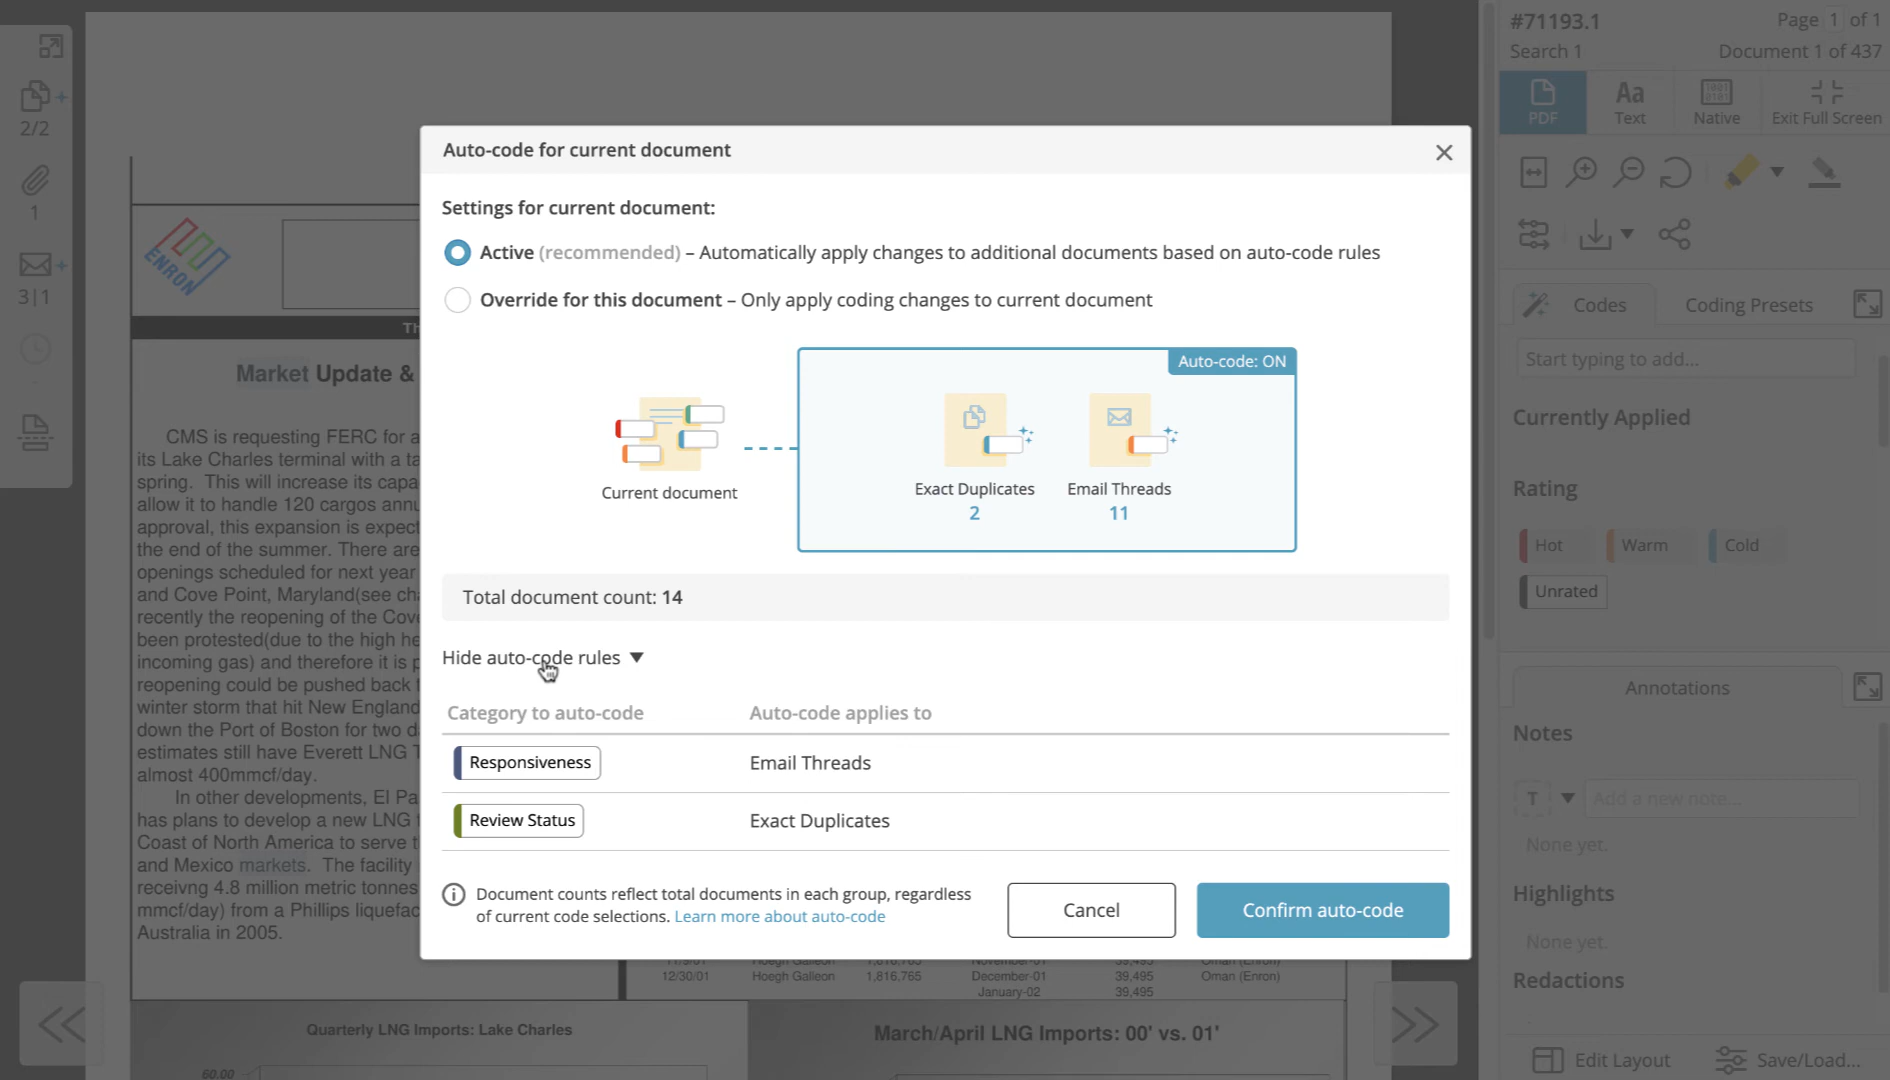 #71193.1
Page 1 of 1
Search 1
Document 1 of 437
PDF
Aa
Text
Native
Exit Full Screen
2/2
1
3|1
ENRON
Th
Market Update &
CMS is requesting FERC for a
its Lake Charles terminal with a ta
spring. This will increase its capa
allow it to handle 120 cargos annu
approval, this expansion is expect
the end of the summer. There are
openings scheduled for next year
and Cove Point, Maryland(see cha
recently the reopening of the Cov
been protested(due to the high he
incoming gas) and therefore it is p
reopening could be pushed back t
winter storm that hit New England
down the Port of Boston for two d
estimates still have Everett LNG T
almost 400mmcf/day.
In other developments, El Pa
has plans to develop a new LNG t
Coast of North America to serve t
and Mexico markets. The facility
receivng 4.8 million metric tonnes
mmcf/day) from a Phillips liquefac
Australia in 2005.
Auto-code for current document
Settings for current document:
Active (recommended) – Automatically apply changes to additional documents based on auto-code rules
Override for this document – Only apply coding changes to current document
Auto-code: ON
Current document
Exact Duplicates
2
Email Threads
11
Total document count: 14
Hide auto-code rules
Category to auto-code
Auto-code applies to
Responsiveness
Email Threads
Review Status
Exact Duplicates
Document counts reflect total documents in each group, regardless
of current code selections. Learn more about auto-code
Cancel
Confirm auto-code
12/30/01 Hoegh Galleon 1,816,765 December-01 39,495 Oman (Enron)
January-02 39,495
Quarterly LNG Imports: Lake Charles
60.00
March/April LNG Imports: 00' vs. 01'
Codes
Coding Presets
Start typing to add...
Currently Applied
Rating
Hot
Warm
Cold
Unrated
Annotations
Notes
T
Add a new note...
None yet.
Highlights
None yet.
Redactions
Edit Layout
Save/Load...